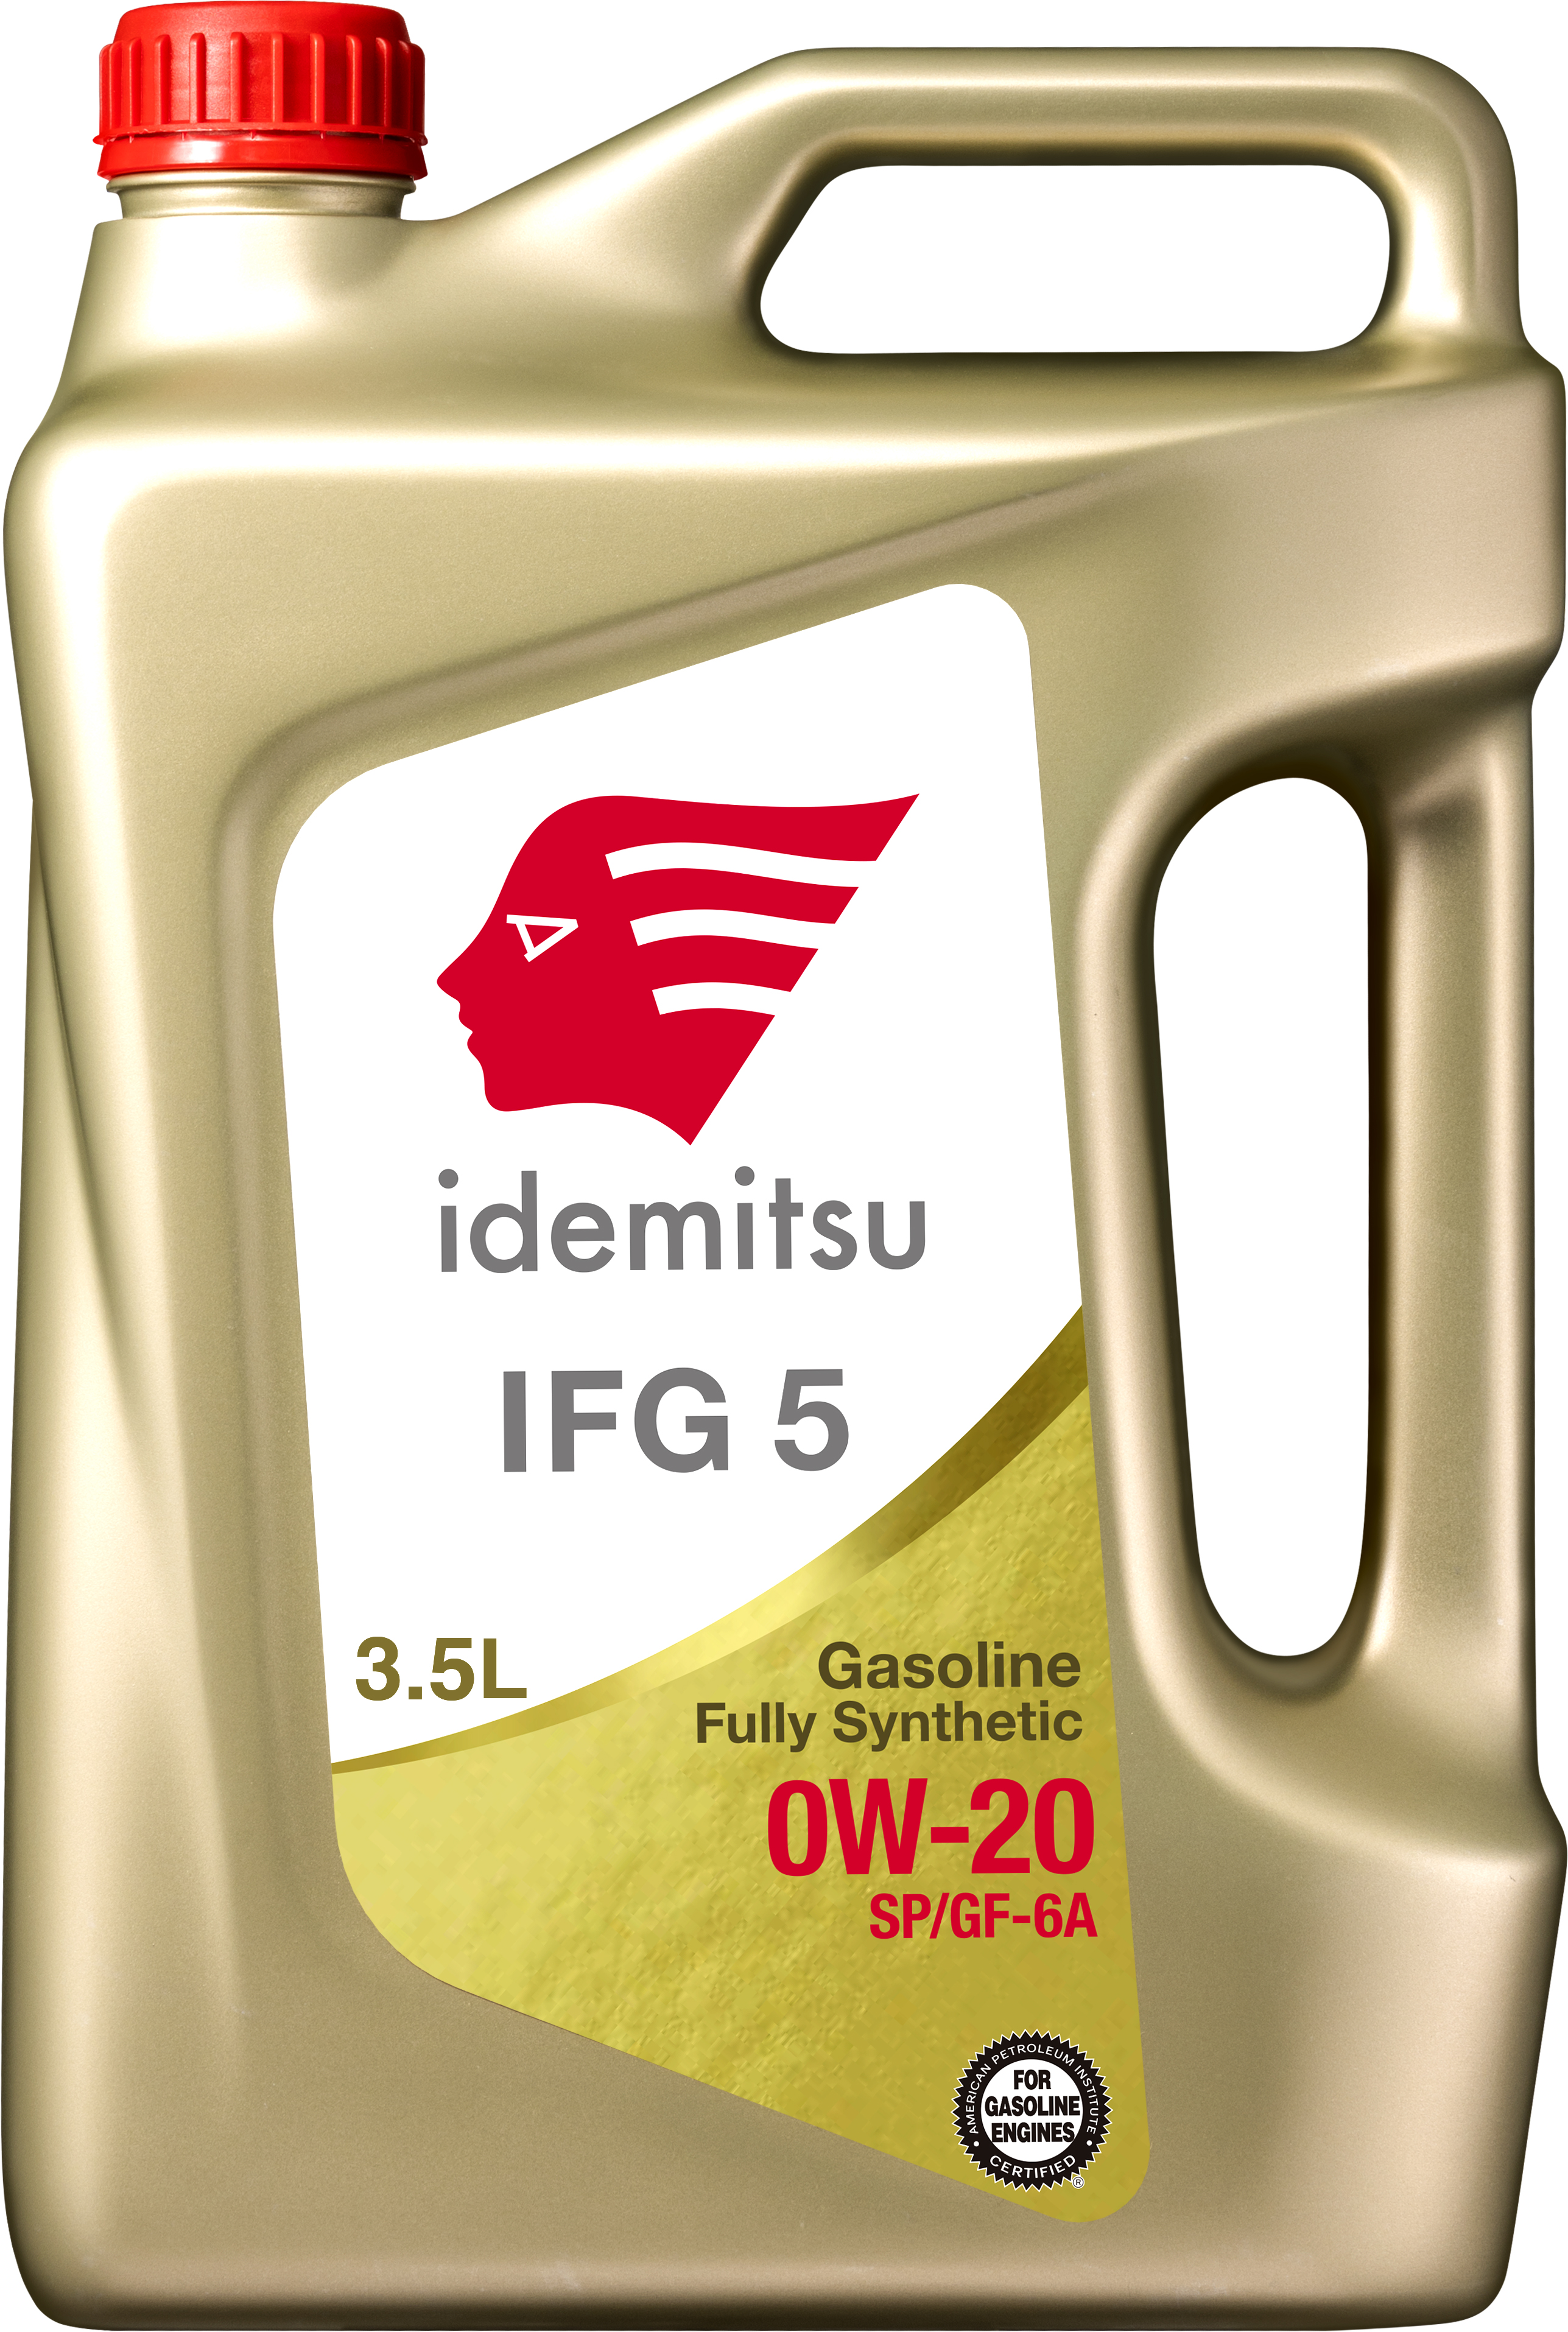 idemitsu
IFG 5
3.5L
Gasoline
Fully Synthetic
0W-20
SP/GF-6A
AMERICAN PETROLEUM INSTITUTE
FOR
GASOLINE
ENGINES
CERTIFIED
®